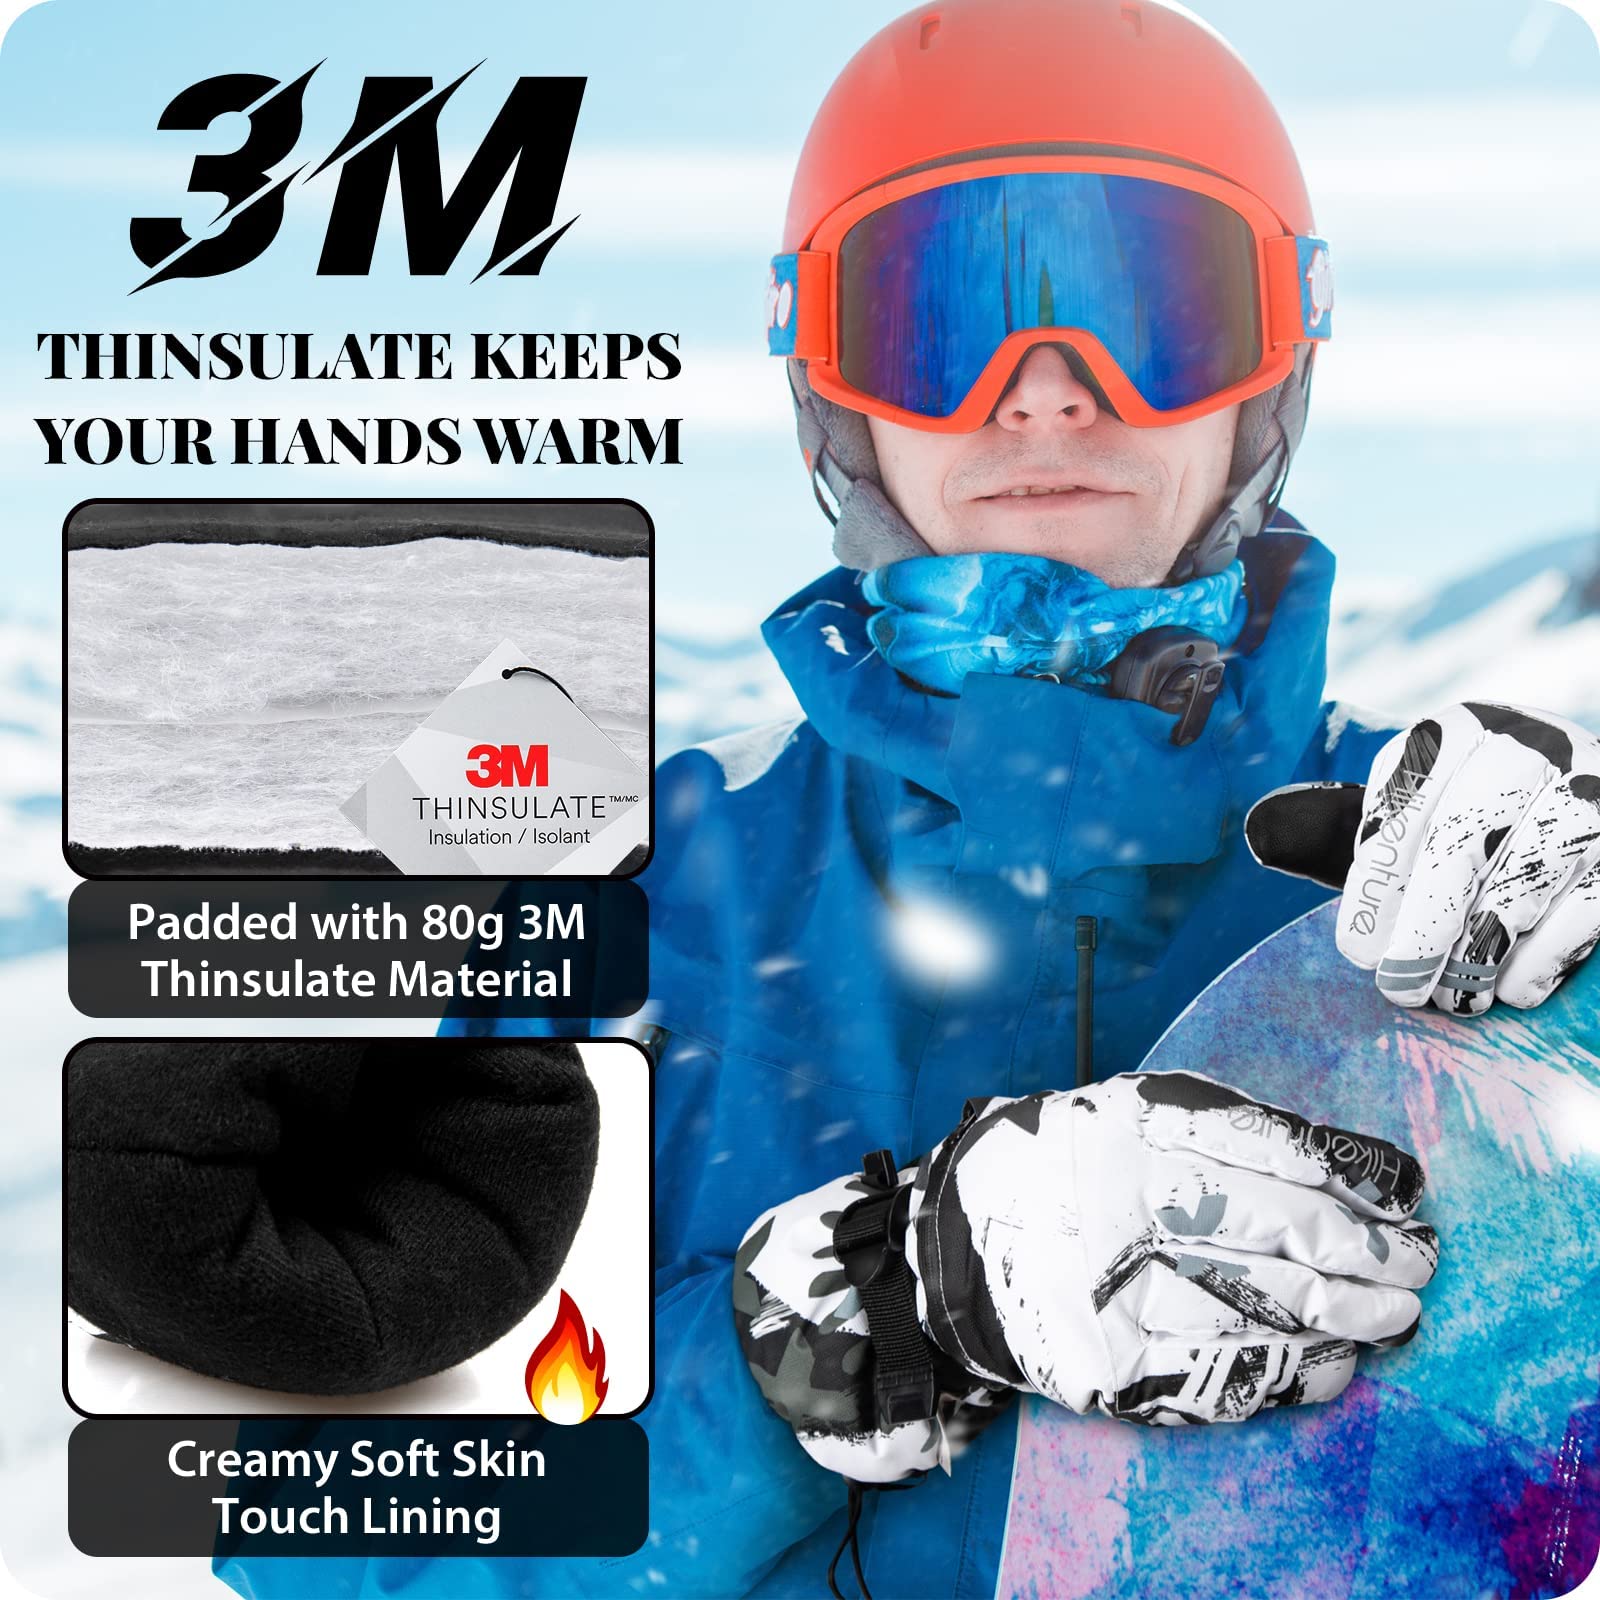 3M
THINSULATE KEEPS
YOUR HANDS WARM
3M
THINSULATE™/MC
Insulation / Isolant
Padded with 80g 3M
Thinsulate Material
Creamy Soft Skin
Touch Lining
Hikenture
Hikenture